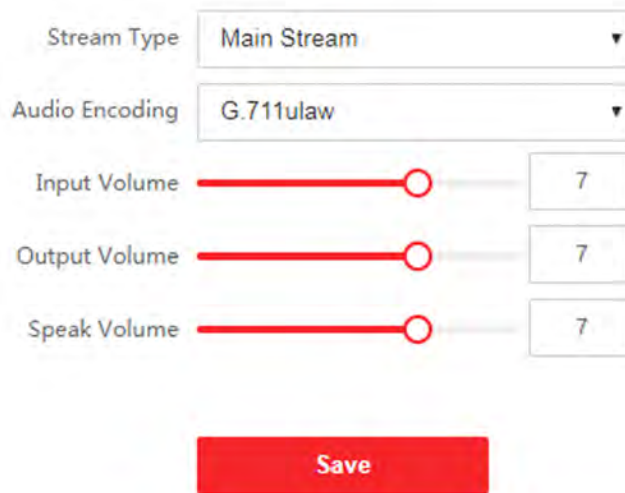 Stream Type Main Stream
Audio Encoding G.711ulaw
Input Volume 7
Output Volume 7
Speak Volume 7
Save